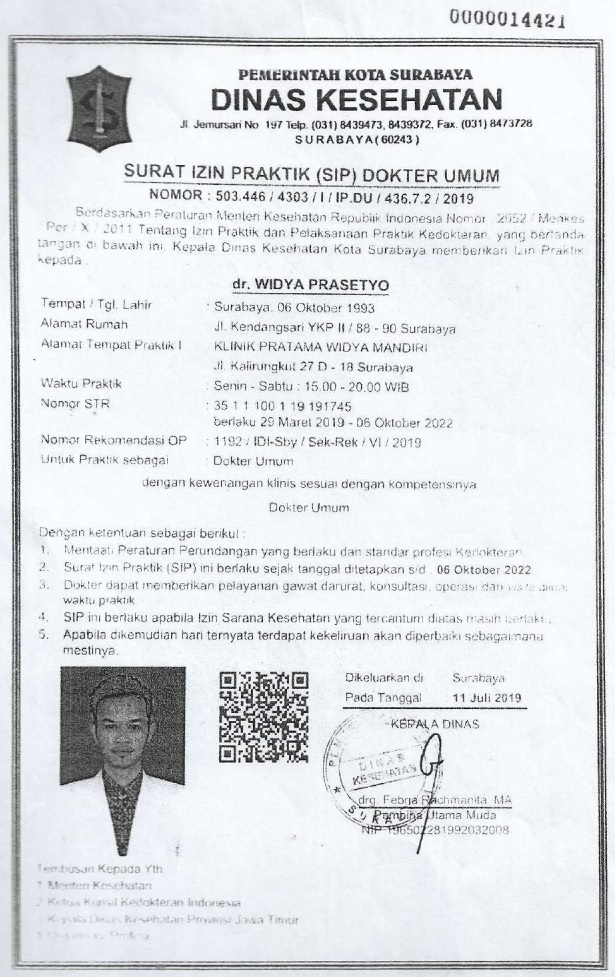 0000014421
PEMERINTAH KOTA SURABAYA
DINAS KESEHATAN
Jl. Jemursari No. 197 Telp. (031) 8439473, 8439372, Fax. (031) 8473728
SURABAYA ( 60243 )
SURAT IZIN PRAKTIK (SIP) DOKTER UMUM
NOMOR : 503.446 / 4303 / I / IP.DU / 436.7.2 / 2019
Berdasarkan Peraturan Menteri Kesehatan Republik Indonesia Nomor : 2052 / Menkes
Per / X / 2011 Tentang Izin Praktik dan Pelaksanaan Praktik Kedokteran, yang bertanda
tangan di bawah ini, Kepala Dinas Kesehatan Kota Surabaya memberikan Izin Praktik
kepada :
dr. WIDYA PRASETYO
Tempat / Tgl. Lahir : Surabaya, 06 Oktober 1993
Alamat Rumah : Jl. Kendangsari YKP II / 88 - 90 Surabaya
Alamat Tempat Praktik I : KLINIK PRATAMA WIDYA MANDIRI
Jl. Kalirungkut 27 D - 18 Surabaya
Waktu Praktik : Senin - Sabtu : 15.00 - 20.00 WIB
Nomor STR : 35 1 1 100 1 19 191745
berlaku 29 Maret 2019 - 06 Oktober 2022
Nomor Rekomendasi OP : 1192 / IDI-Sby / Sek-Rek / VI / 2019
Untuk Praktik sebagai : Dokter Umum
dengan kewenangan klinis sesuai dengan kompetensinya
Dokter Umum
Dengan ketentuan sebagai berikut :
1. Mentaati Peraturan Perundangan yang berlaku dan standar profesi Kedokteran.
2. Surat Izin Praktik (SIP) ini berlaku sejak tanggal ditetapkan s/d : 06 Oktober 2022
3. Dokter dapat memberikan pelayanan gawat darurat, konsultasi, operasi dan visite diluar
waktu praktik
4. SIP ini berlaku apabila Izin Sarana Kesehatan yang tercantum diatas masih berlaku ;
5. Apabila dikemudian hari ternyata terdapat kekeliruan akan diperbaiki sebagaimana
mestinya.
Dikeluarkan di Surabaya
Pada Tanggal 11 Juli 2019
KEPALA DINAS
DINAS
KESEHATAN
drg. Febria Rachmanita, MA
Pembina Utama Muda
NIP 196502281992032008
Tembusan Kepada Yth
1 Menteri Kesehatan
2 Ketua Konsil Kedokteran Indonesia
3 Kepala Dinas Kesehatan Provinsi Jawa Timur